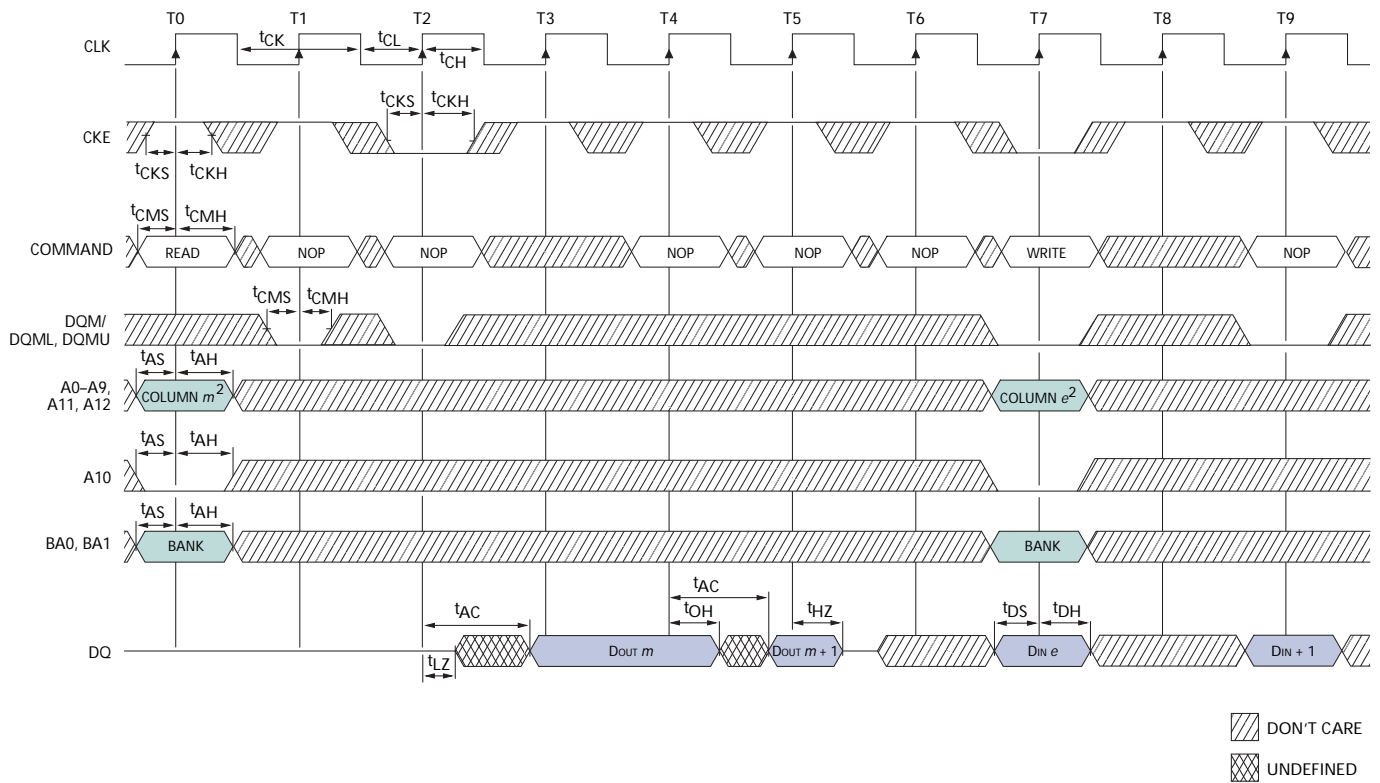 T0 T1 T2 T3 T4 T5 T6 T7 T8 T9
CLK
tCK
tCL
tCH
tCKS
tCKH
CKE
tCKS
tCKH
tCMS
tCMH
COMMAND
READ NOP NOP NOP NOP NOP WRITE NOP
tCMS
tCMH
DQM/
DQML, DQMU
tAS
tAH
A0–A9,
A11, A12
COLUMN m2 COLUMN e2
tAS
tAH
A10
tAS
tAH
BA0, BA1
BANK BANK
tAC
tAC
tOH
tHZ
tDS
tDH
DQ
DOUT m DOUT m + 1 DIN e DIN + 1
tLZ
DON'T CARE
UNDEFINED